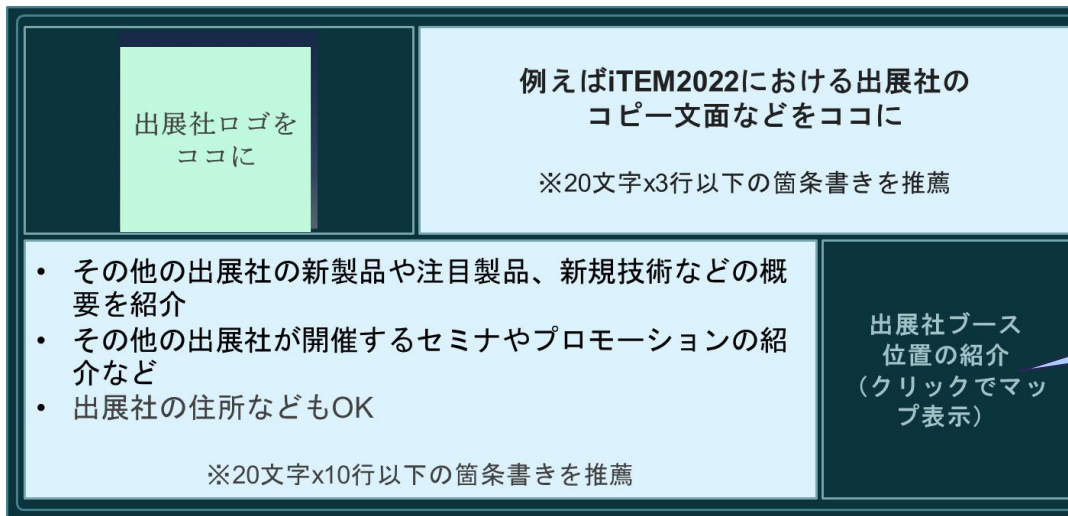 出展社ロゴを
ココに
例えばiTEM2022における出展社の
コピー文面などをココに
※20文字x3行以下の箇条書きを推薦
• その他の出展社の新製品や注目製品、新規技術などの概
要を紹介
• その他の出展社が開催するセミナやプロモーションの紹
介など
• 出展社の住所などもOK
※20文字x10行以下の箇条書きを推薦
出展社ブース
位置の紹介
（クリックでマッ
プ表示）